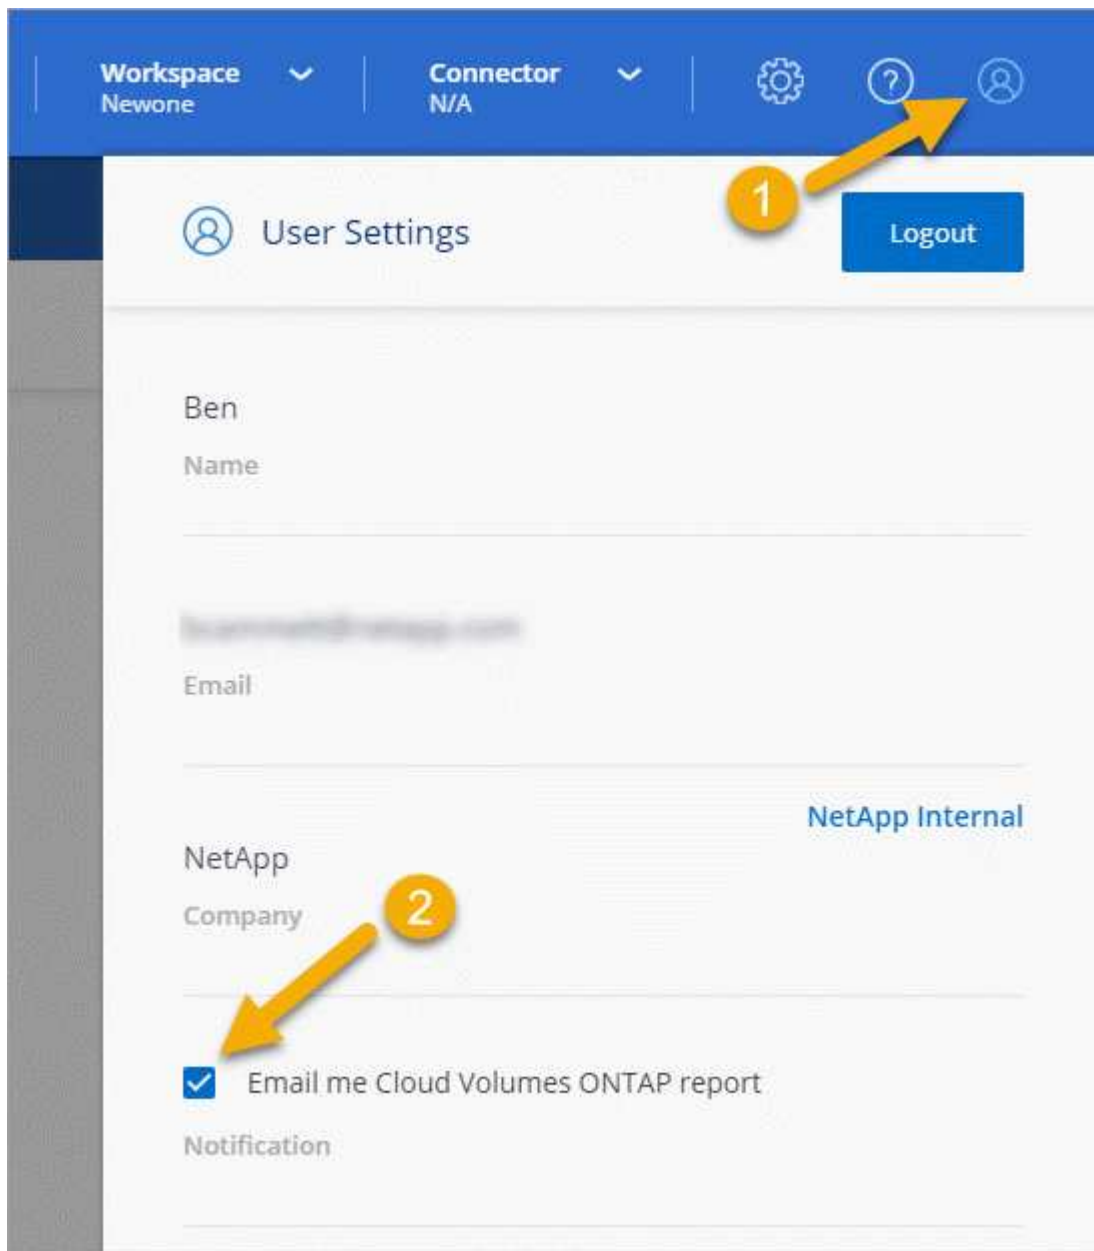 Workspace
Newone
Connector
N/A
1
User Settings
Logout
Ben
Name
Email
NetApp Internal
NetApp
Company
2
Email me Cloud Volumes ONTAP report
Notification